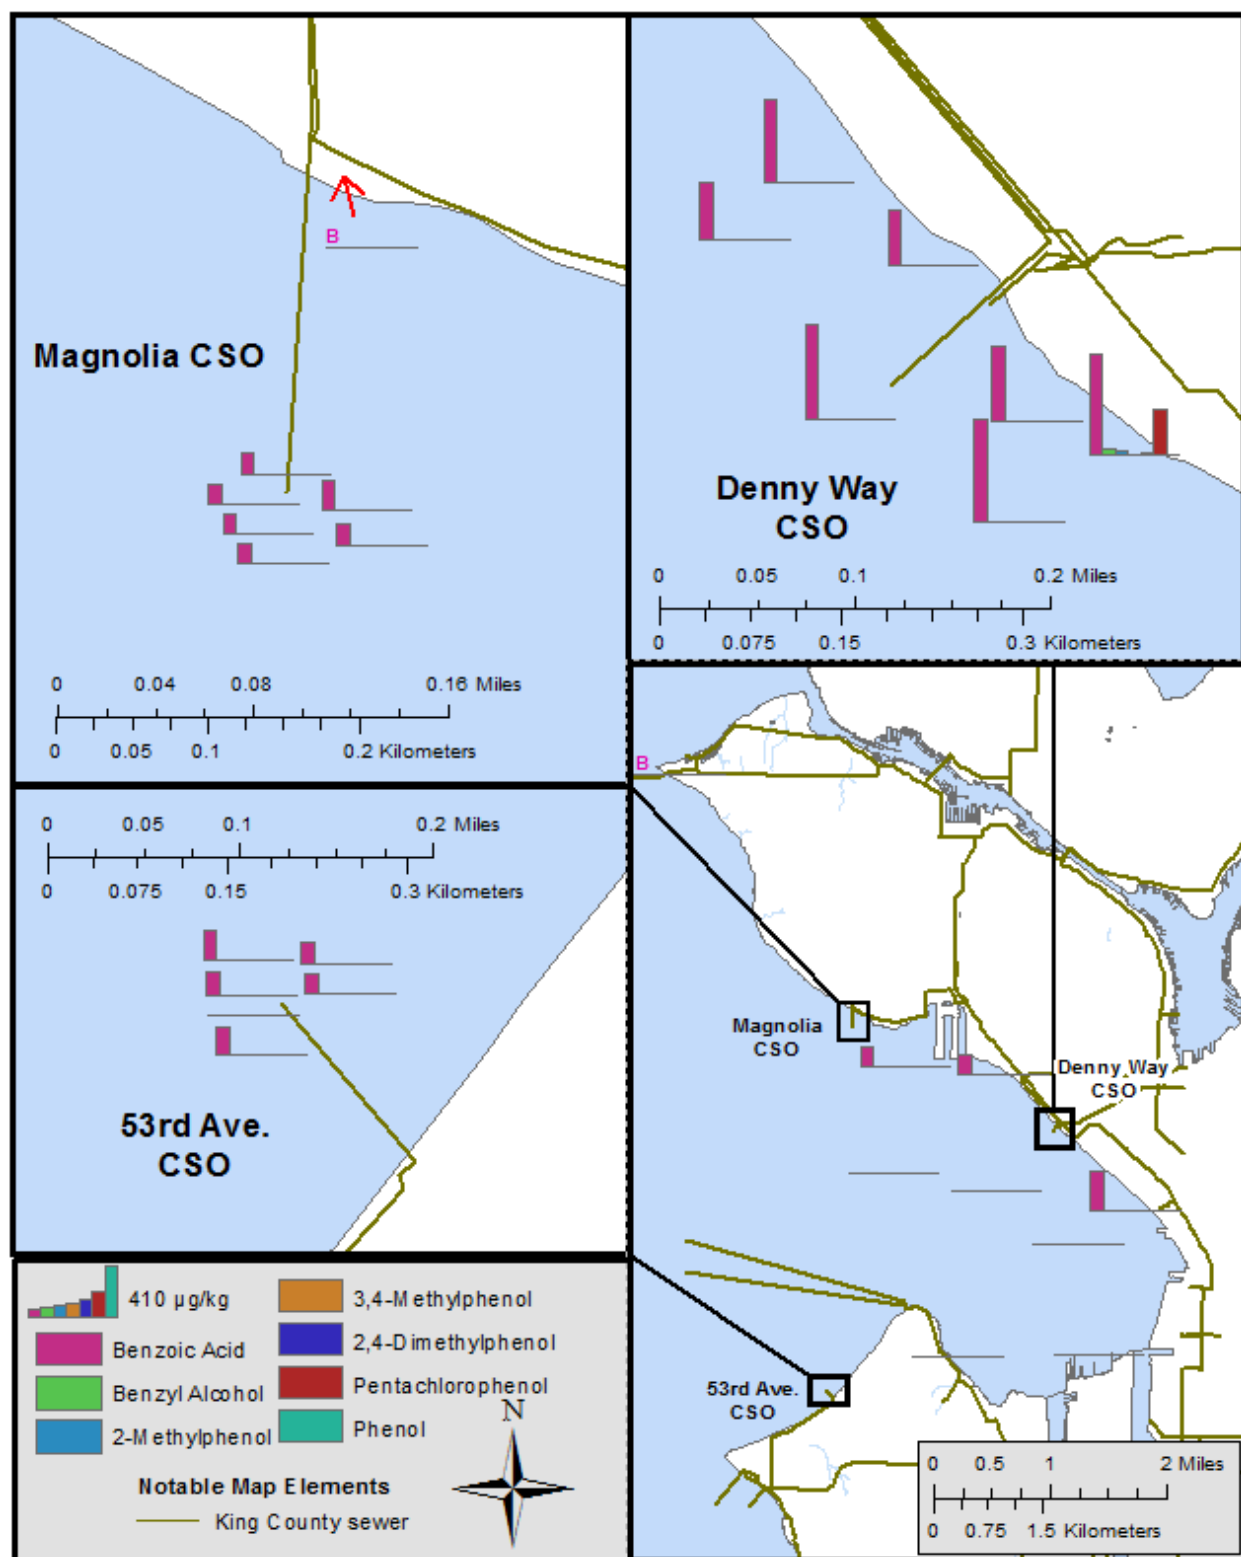 B
Magnolia CSO
0 0.04 0.08 0.16 Miles
0 0.05 0.1 0.2 Kilometers
Denny Way
CSO
0 0.05 0.1 0.2 Miles
0 0.075 0.15 0.3 Kilometers
0 0.05 0.1 0.2 Miles
0 0.075 0.15 0.3 Kilometers
53rd Ave.
CSO
B
Magnolia
CSO
Denny Way
CSO
53rd Ave.
CSO
0 0.5 1 2 Miles
0 0.75 1.5 Kilometers
410 µg/kg
Benzoic Acid
Benzyl Alcohol
2-Methylphenol
3,4-Methylphenol
2,4-Dimethylphenol
Pentachlorophenol
Phenol
N
Notable Map Elements
King County sewer